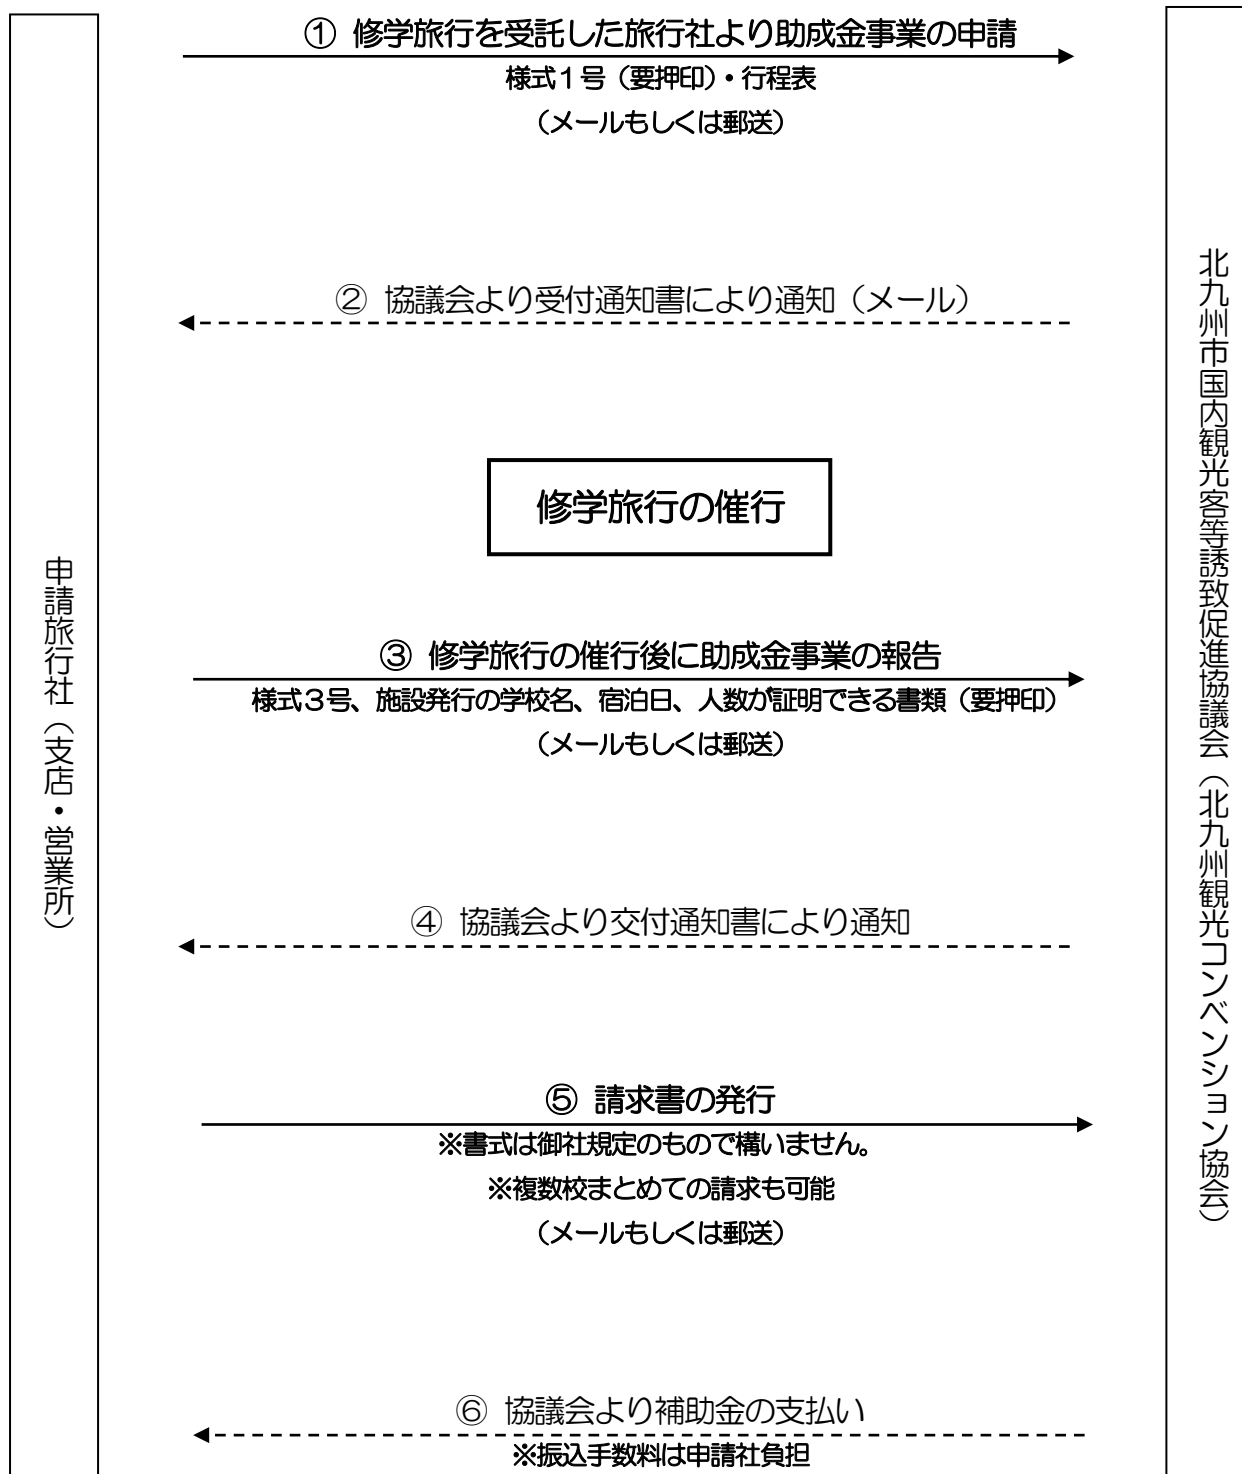 ① 修学旅行を受託した旅行社より助成金事業の申請
様式1号（要押印）・行程表
（メールもしくは郵送）
② 協議会より受付通知書により通知（メール）
修学旅行の催行
③ 修学旅行の催行後に助成金事業の報告
様式3号、施設発行の学校名、宿泊日、人数が証明できる書類（要押印）
（メールもしくは郵送）
④ 協議会より交付通知書により通知
⑤ 請求書の発行
※書式は御社規定のもので構いません。
※複数校まとめての請求も可能
（メールもしくは郵送）
⑥ 協議会より補助金の支払い
※振込手数料は申請社負担
申請旅行社（支店・営業所）
北九州市国内観光客等誘致促進協議会（北九州観光コンベンション協会）